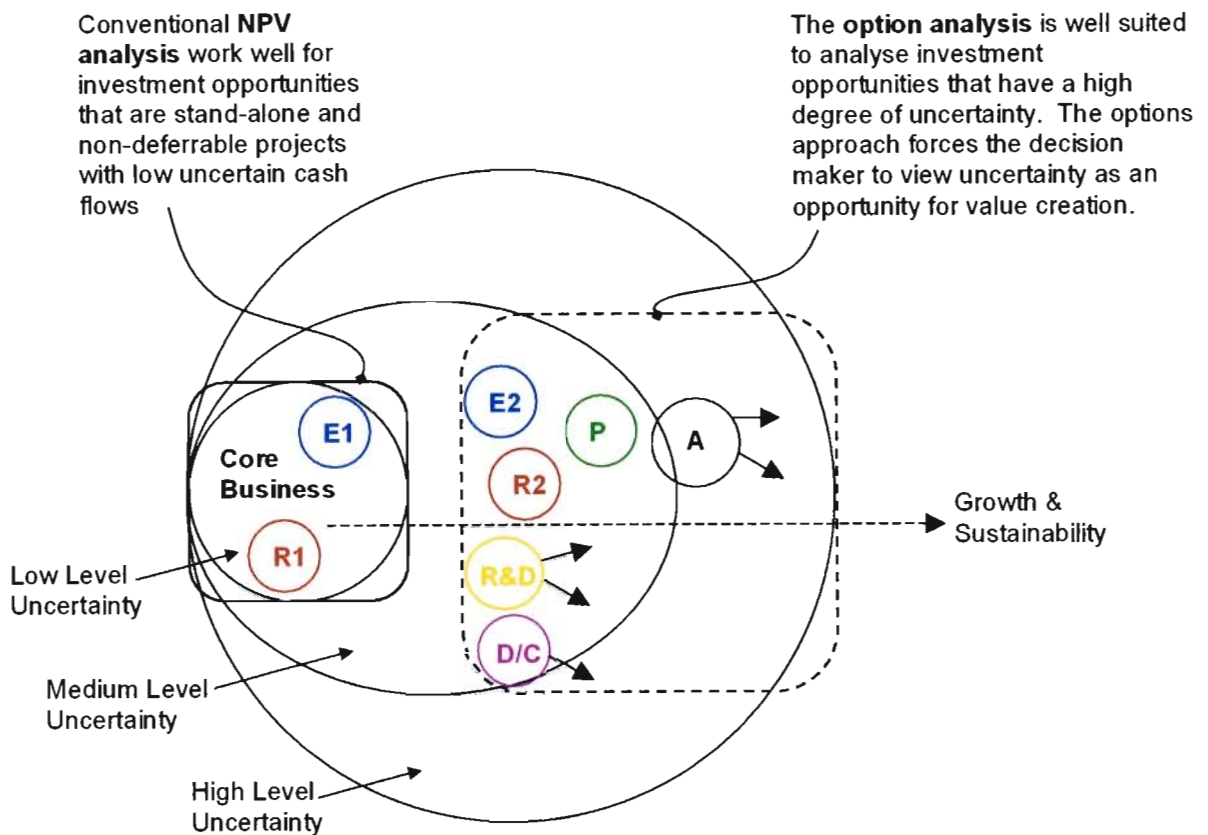 Conventional NPV
analysis work well for
investment opportunities
that are stand-alone and
non-deferrable projects
with low uncertain cash
flows
The option analysis is well suited
to analyse investment
opportunities that have a high
degree of uncertainty. The options
approach forces the decision
maker to view uncertainty as an
opportunity for value creation.
E1
E2
P
A
Core
Business
R2
Growth &
Sustainability
R1
R&D
Low Level
Uncertainty
D/C
Medium Level
Uncertainty
High Level
Uncertainty